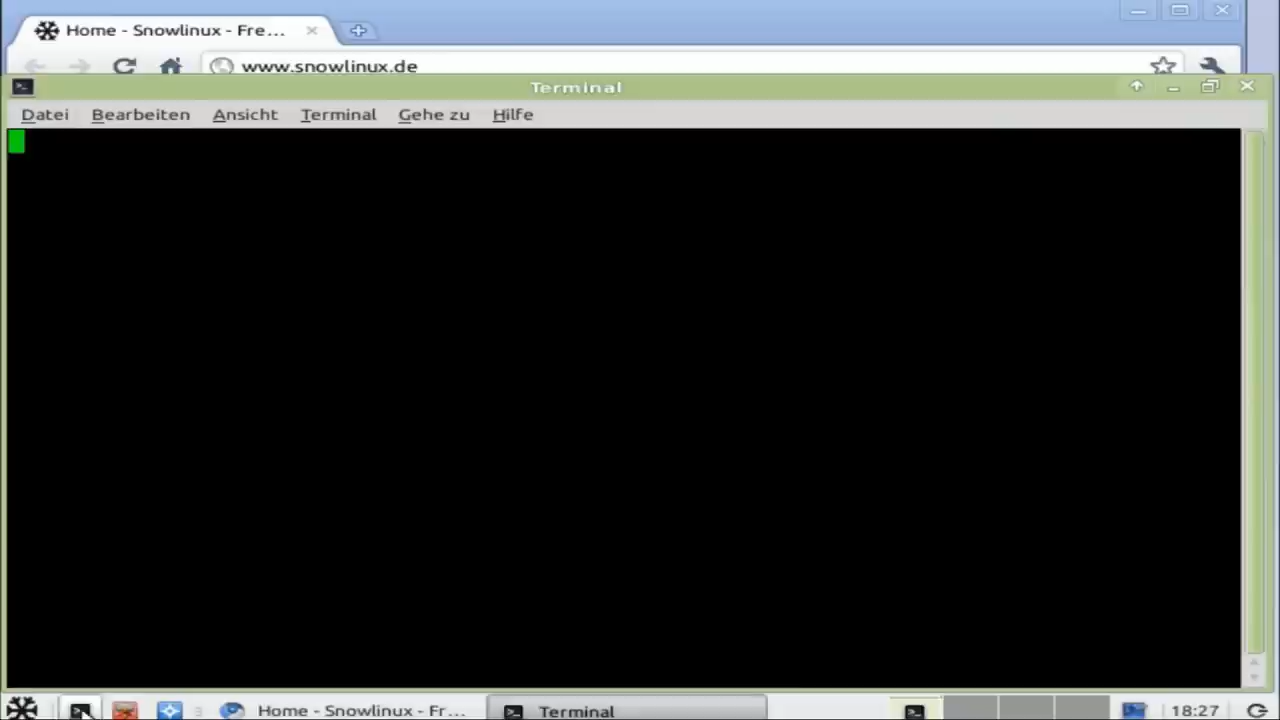 Home - Snowlinux - Fre...
www.snowlinux.de
Terminal
Datei Bearbeiten Ansicht Terminal Gehe zu Hilfe
Home - Snowlinux - Fr... Terminal 18:27